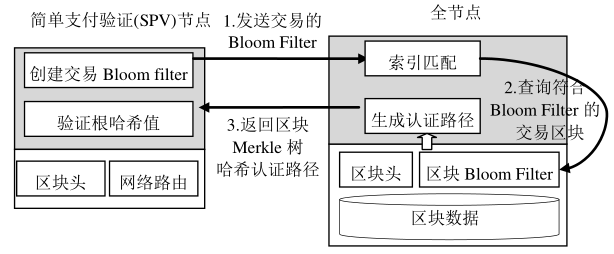 简单支付验证(SPV)节点
1.发送交易的
Bloom Filter
全节点
创建交易 Bloom filter
验证根哈希值
区块头
网络路由
索引匹配
2.查询符合
Bloom Filter 的
交易区块
3.返回区块
Merkle 树
哈希认证路径
生成认证路径
区块头
区块 Bloom Filter
区块数据